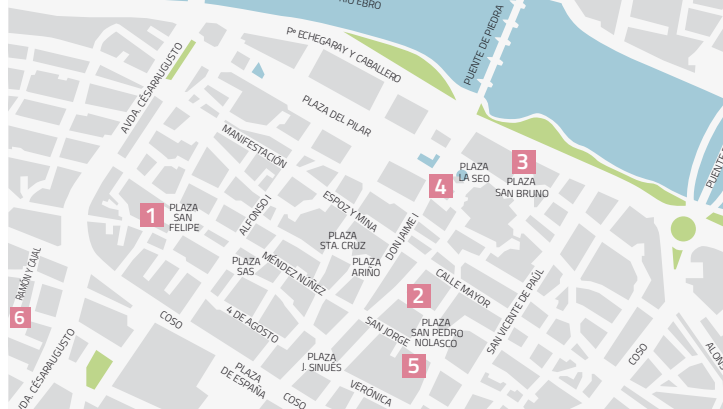 RÍO EBRO
Pº ECHEGARAY Y CABALLERO
PUENTE DE PIEDRA
AVDA. CÉSARAUGUSTO
PLAZA DEL PILAR
MANIFESTACIÓN
3
PLAZA
LA SEO
PLAZA
SAN BRUNO
4
PUENTE
1
PLAZA
SAN
FELIPE
ALFONSO I
ESPOZ Y MINA
DON JAIME I
PLAZA
STA. CRUZ
PLAZA
ARIÑO
PLAZA
SAS
MÉNDEZ NÚÑEZ
RAMÓN Y CAJAL
6
2
CALLE MAYOR
SAN VICENTE DE PAÚL
COSO
4 DE AGOSTO
SAN JORGE
PLAZA
SAN PEDRO
NOLASCO
5
PLAZA
J. SINUÉS
PLAZA
DE ESPAÑA
COSO
VERÓNICA
COSO
ALONS
DA. CÉSARAUGUSTO